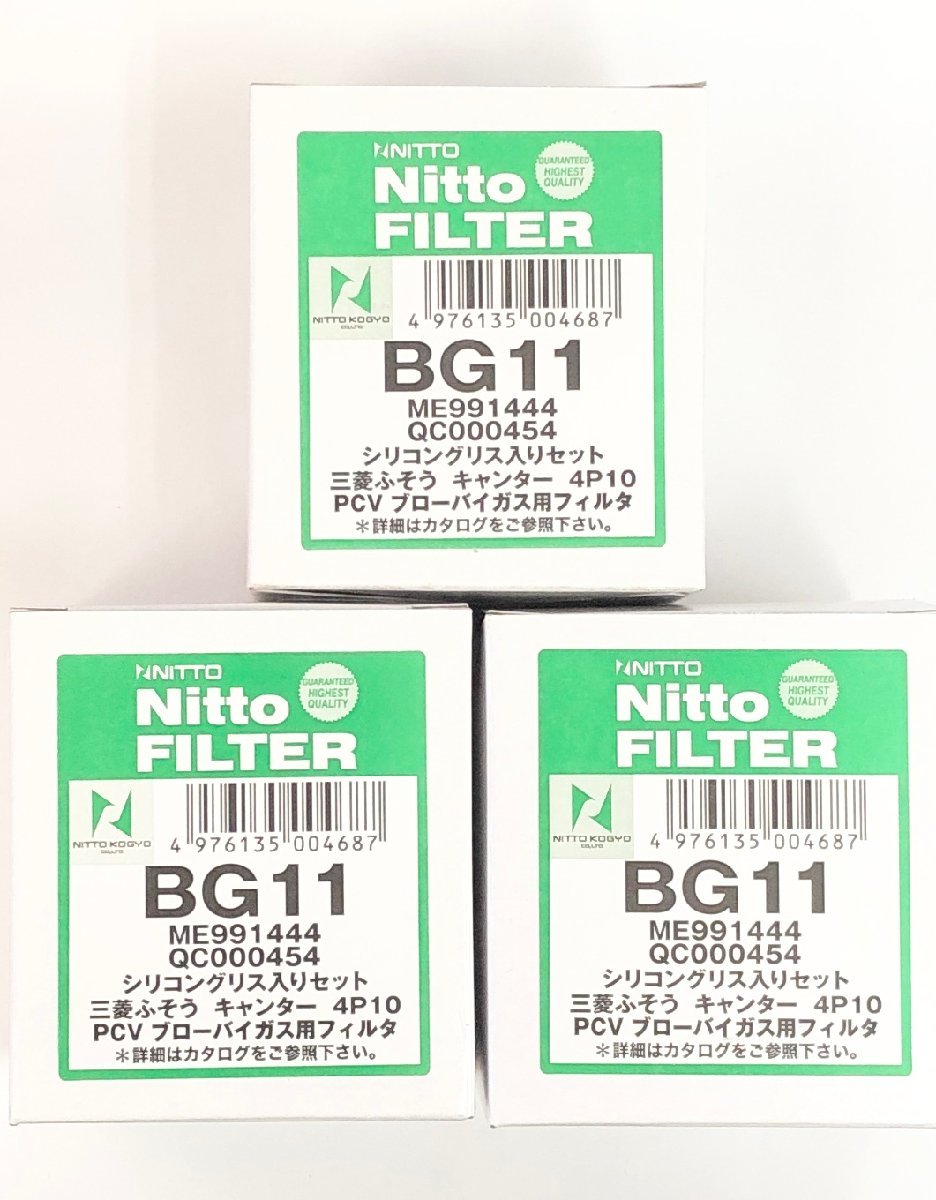 NITTO
Nitto
FILTER
GUARANTEED
HIGHEST
QUALITY
NITTO KOGYO
CO.,LTD
4 976135 004687
BG11
ME991444
QC000454
シリコングリス入りセット
三菱ふそう キャンター 4P10
PCV ブローバイガス用フィルタ
＊詳細はカタログをご参照下さい。
NITTO
Nitto
FILTER
GUARANTEED
HIGHEST
QUALITY
NITTO KOGYO
CO.,LTD
4 976135 004687
BG11
ME991444
QC000454
シリコングリス入りセット
三菱ふそう キャンター 4P10
PCV ブローバイガス用フィルタ
＊詳細はカタログをご参照下さい。
NITTO
Nitto
FILTER
GUARANTEED
HIGHEST
QUALITY
NITTO KOGYO
CO.,LTD
4 976135 004687
BG11
ME991444
QC000454
シリコングリス入りセット
三菱ふそう キャンター 4P10
PCV ブローバイガス用フィルタ
＊詳細はカタログをご参照下さい。